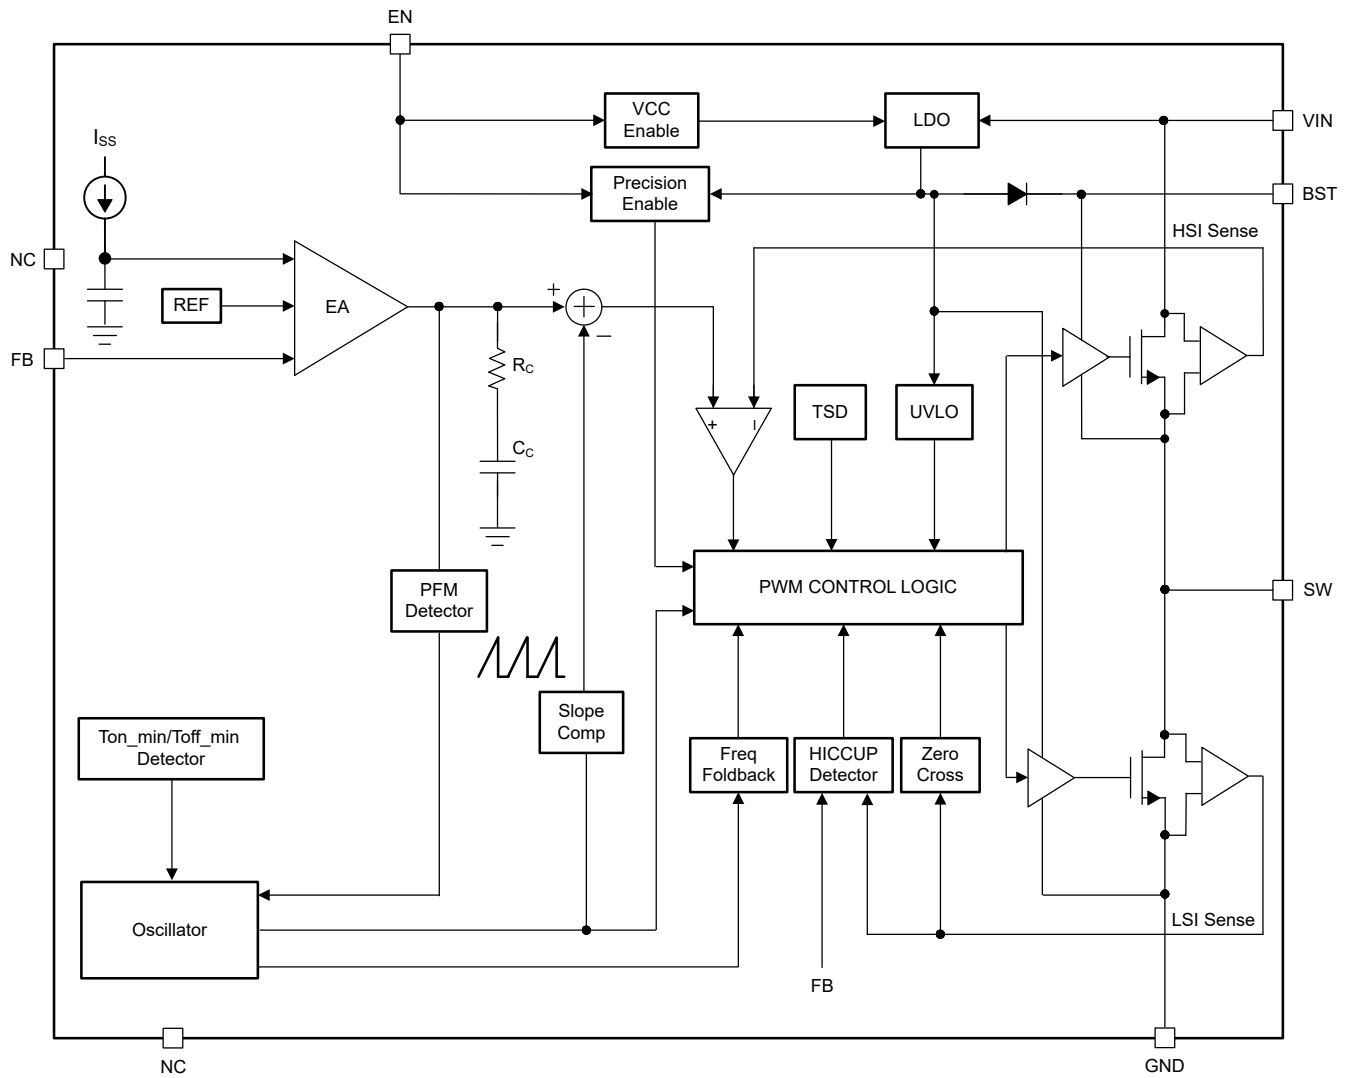 EN
VCC
Enable
LDO
VIN
ISS
Precision
Enable
BST
HSI Sense
NC
REF
EA
+
+
−
FB
RC
TSD
UVLO
+
−
CC
PWM CONTROL LOGIC
SW
PFM
Detector
Slope
Comp
Ton_min/Toff_min
Detector
Freq
Foldback
HICCUP
Detector
Zero
Cross
LSI Sense
Oscillator
FB
NC
GND